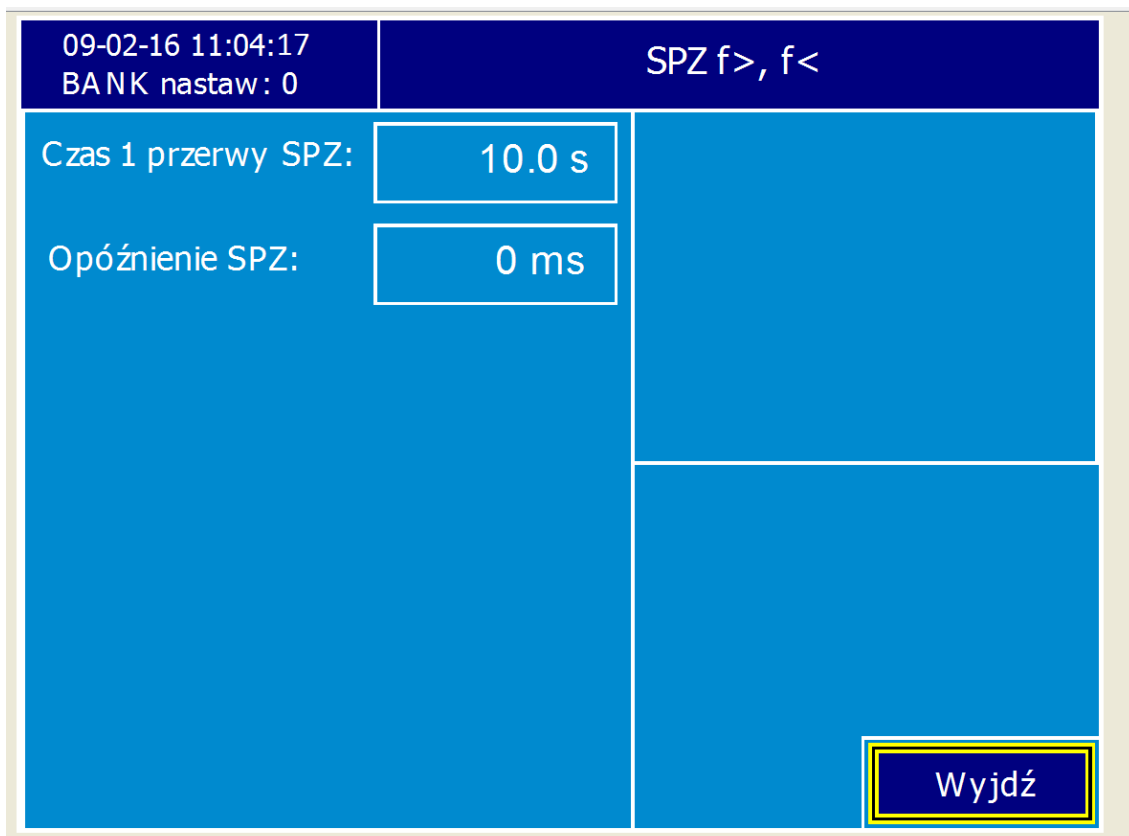 09-02-16 11:04:17
BANK nastaw: 0
SPZ f>, f<
Czas 1 przerwy SPZ:
10.0 s
Opóźnienie SPZ:
0 ms
Wyjdź